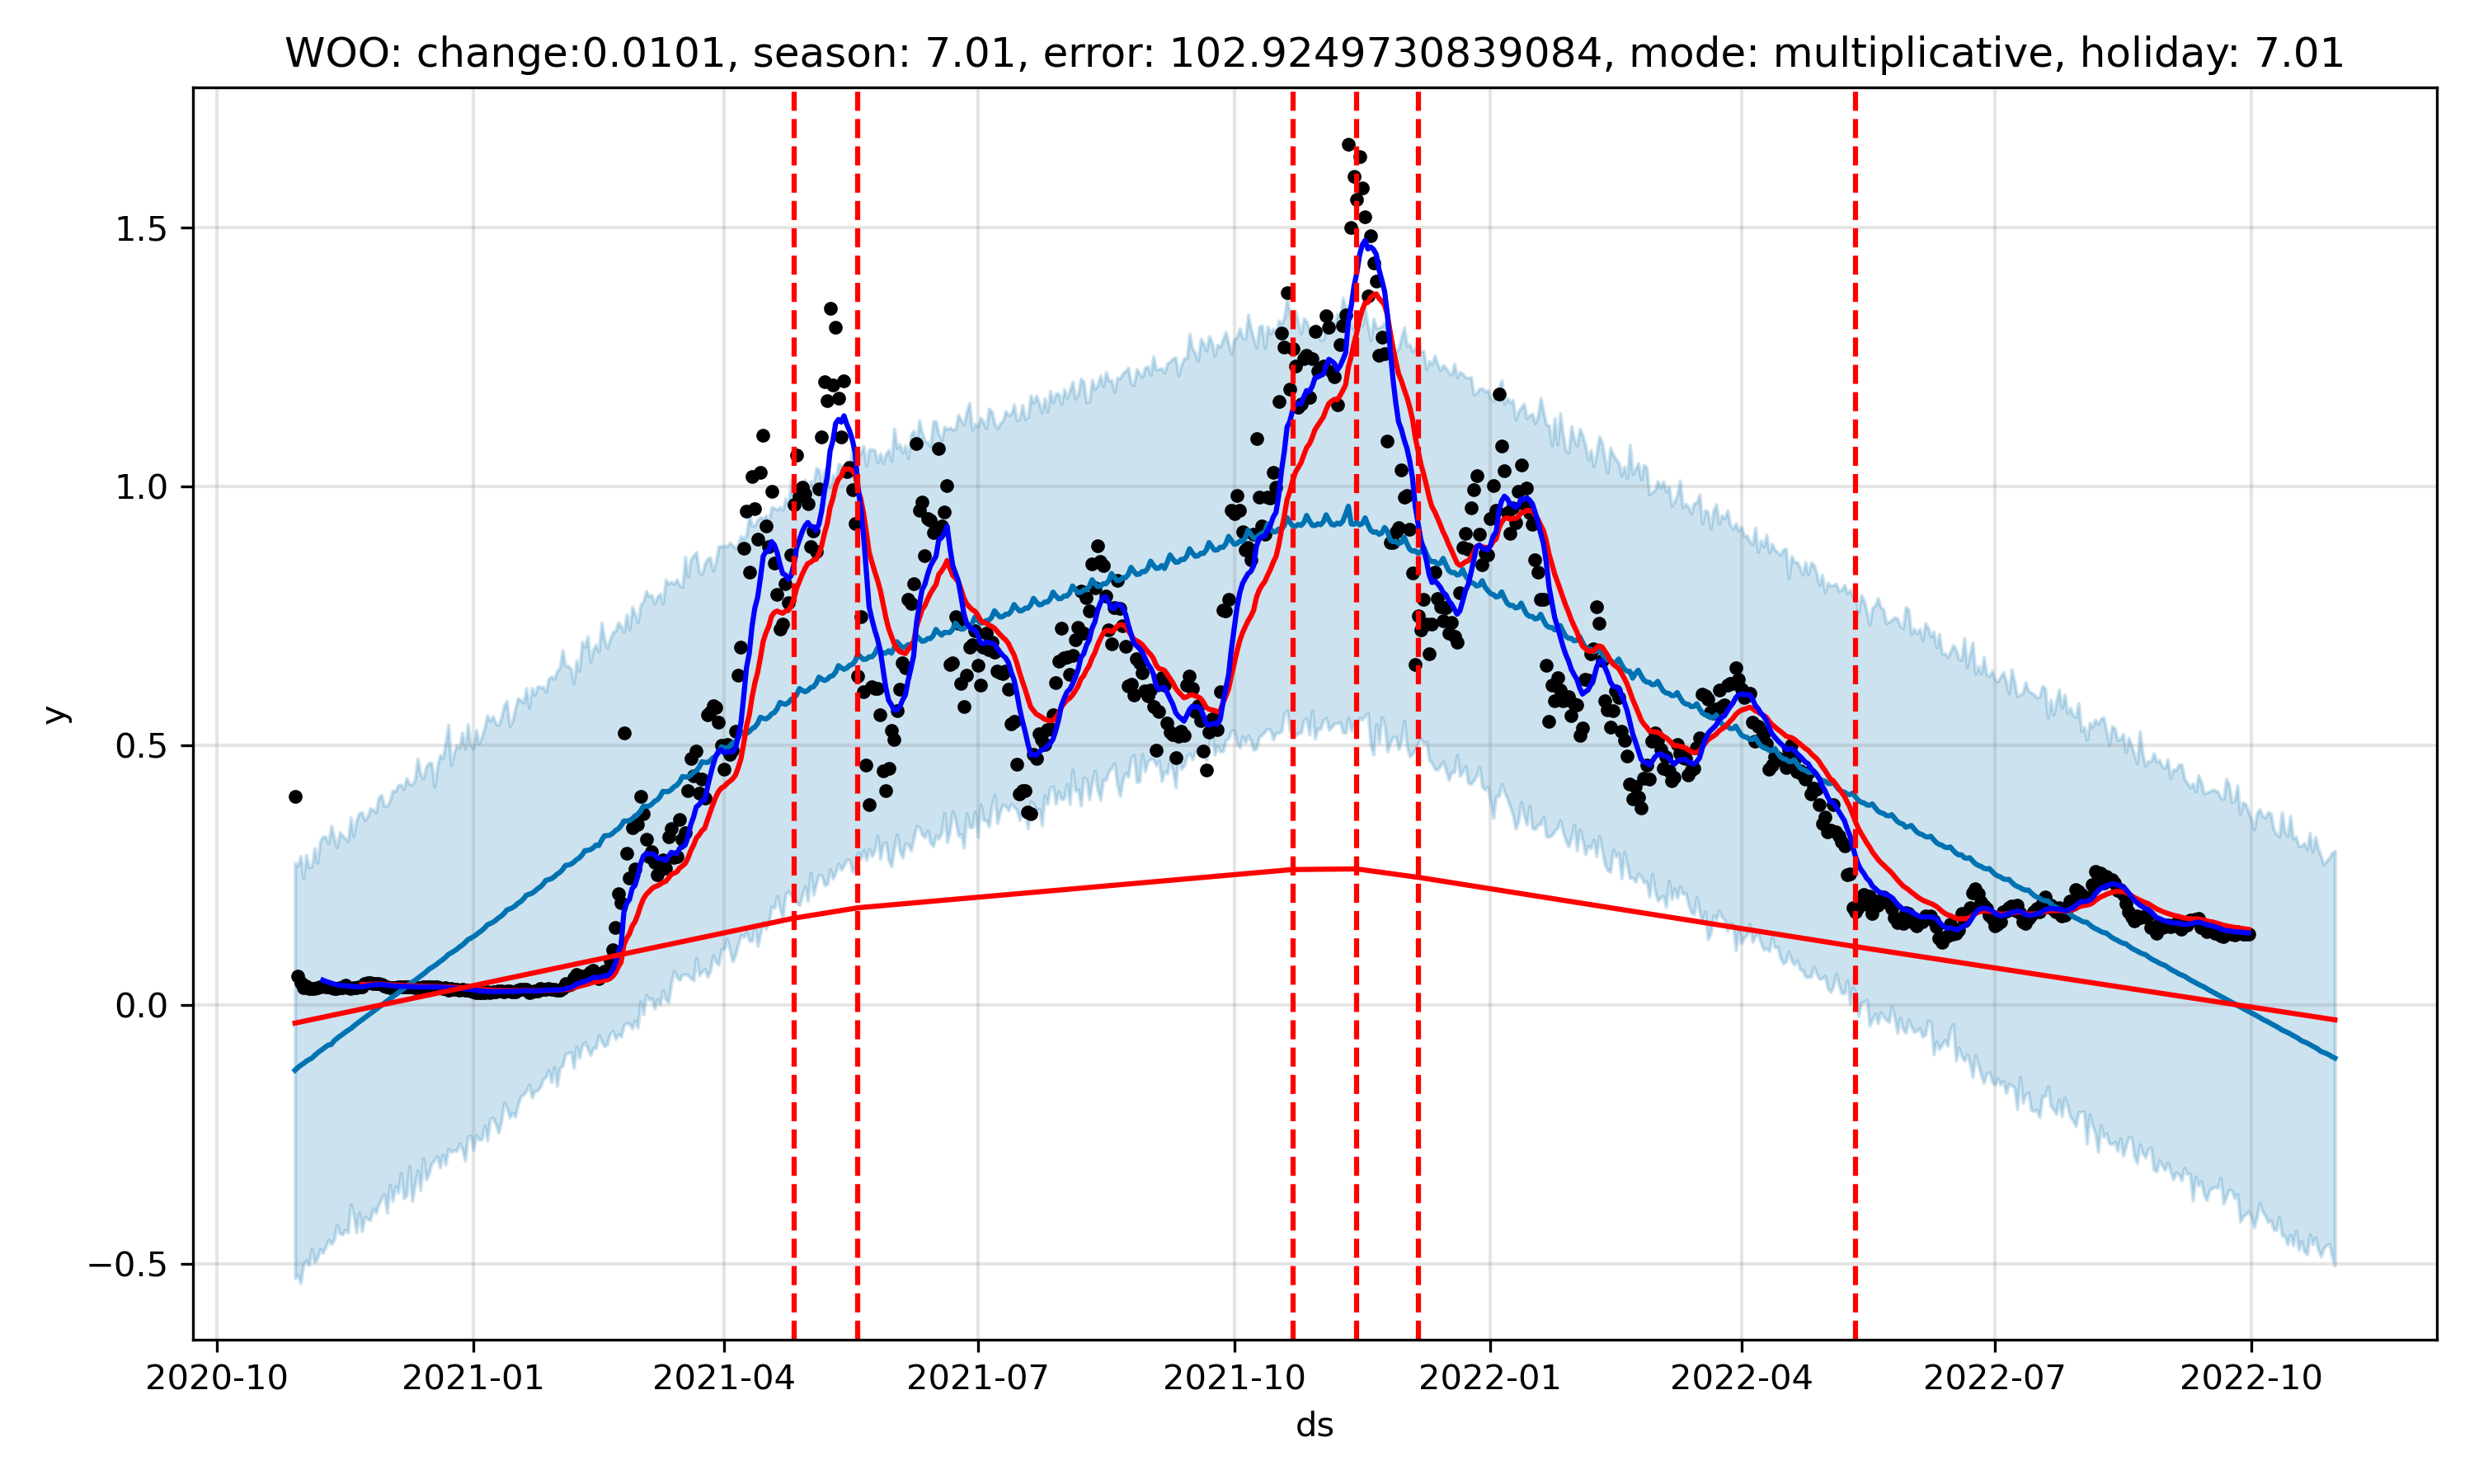 WOO: change:0.0101, season: 7.01, error: 102.9249730839084, mode: multiplicative, holiday: 7.01
y
1.5
1.0
0.5
0.0
−0.5
2020-10 2021-01 2021-04 2021-07 2021-10 2022-01 2022-04 2022-07 2022-10
ds